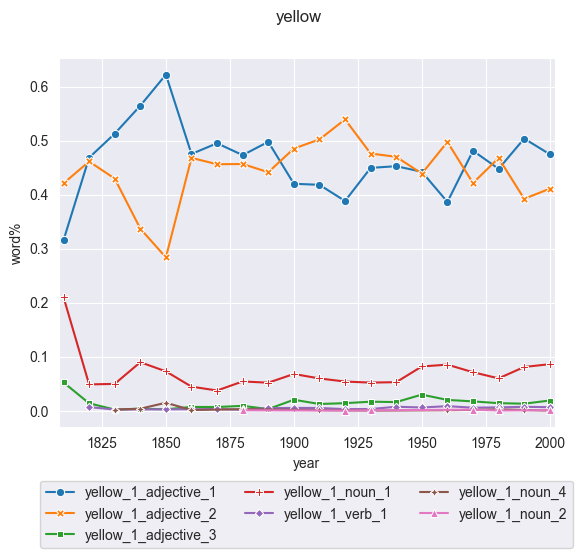 yellow
0.6
0.5
0.4
0.3
0.2
0.1
0.0
word%
1825 1850 1875 1900 1925 1950 1975 2000
year
yellow_1_adjective_1 yellow_1_noun_1 yellow_1_noun_4
yellow_1_adjective_2 yellow_1_verb_1 yellow_1_noun_2
yellow_1_adjective_3